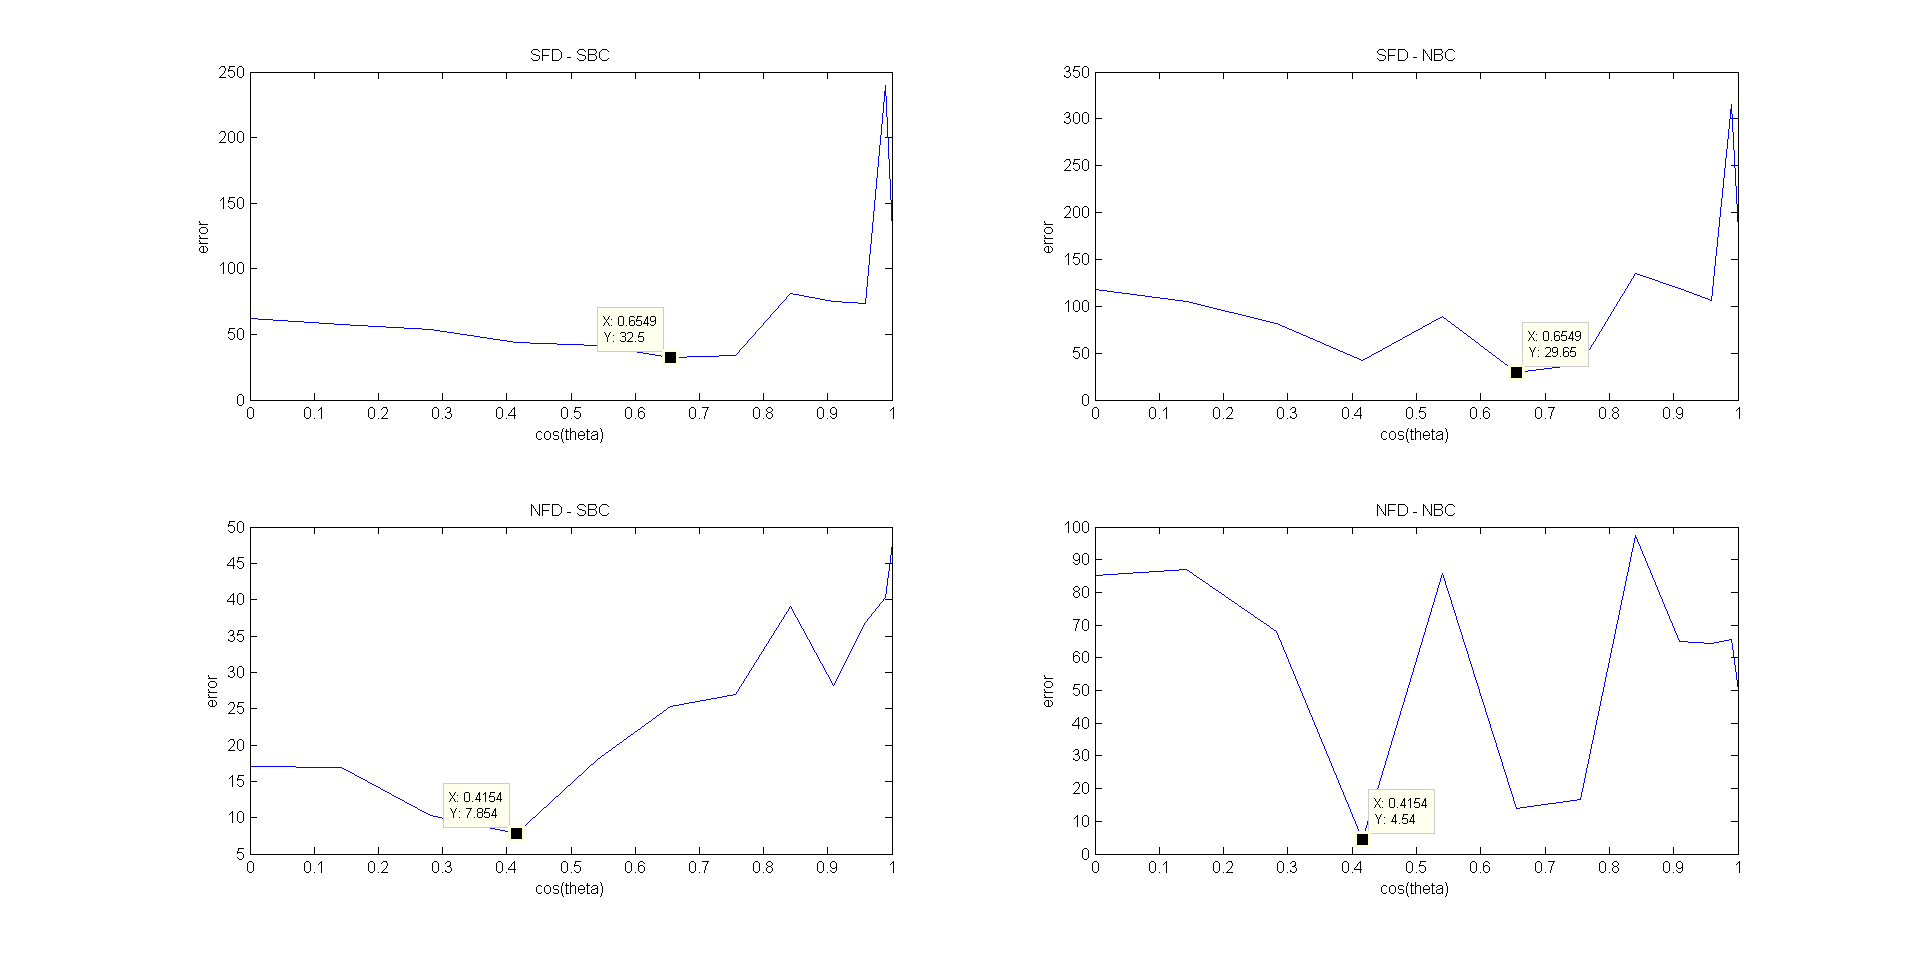 SFD - SBC
250
200
150
100
50
0
error
X: 0.6549
Y: 32.5
0 0.1 0.2 0.3 0.4 0.5 0.6 0.7 0.8 0.9 1
cos(theta)
SFD - NBC
350
300
250
200
150
100
50
0
error
X: 0.6549
Y: 29.65
0 0.1 0.2 0.3 0.4 0.5 0.6 0.7 0.8 0.9 1
cos(theta)
NFD - SBC
50
45
40
35
30
25
20
15
10
5
error
X: 0.4154
Y: 7.854
0 0.1 0.2 0.3 0.4 0.5 0.6 0.7 0.8 0.9 1
cos(theta)
NFD - NBC
100
90
80
70
60
50
40
30
20
10
0
error
X: 0.4154
Y: 4.54
0 0.1 0.2 0.3 0.4 0.5 0.6 0.7 0.8 0.9 1
cos(theta)